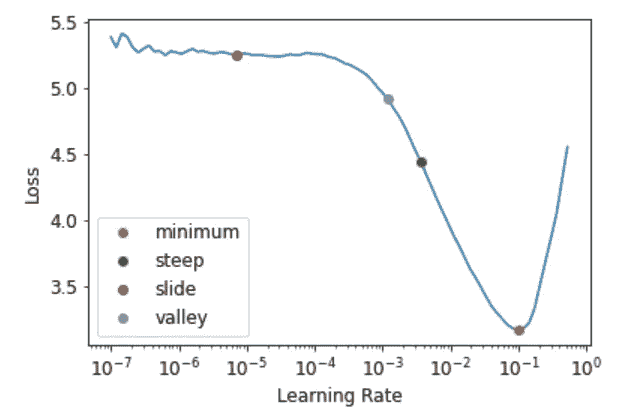 5.5
5.0
4.5
4.0
3.5
Loss
minimum
steep
slide
valley
10⁻⁷ 10⁻⁶ 10⁻⁵ 10⁻⁴ 10⁻³ 10⁻² 10⁻¹ 10⁰
Learning Rate